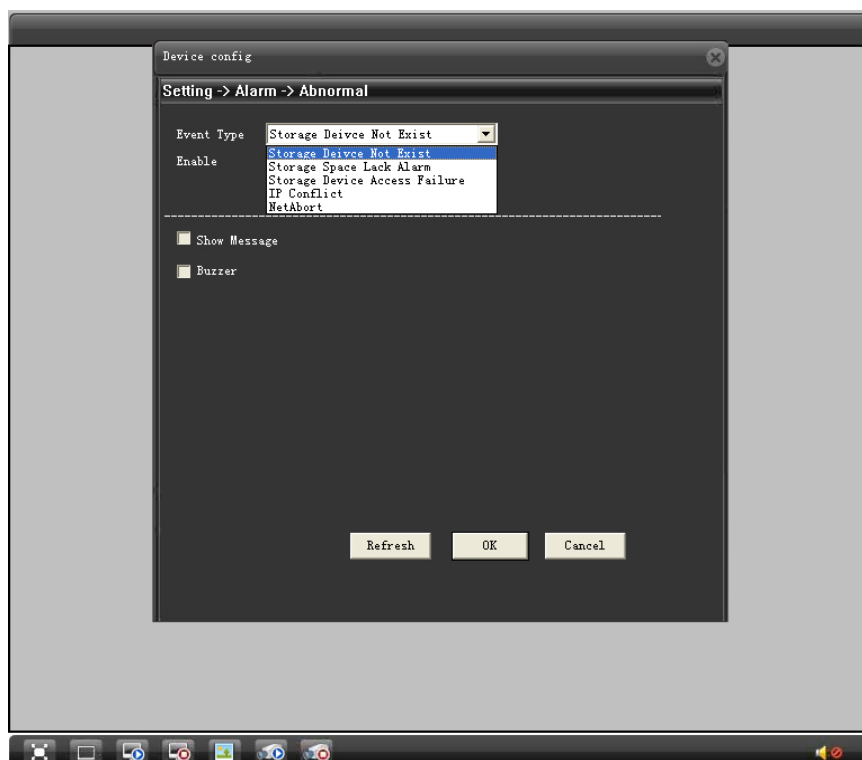 Device config
Setting -> Alarm -> Abnormal
Event Type Storage Deivce Not Exist
Enable
Storage Deivce Not Exist
Storage Space Lack Alarm
Storage Device Access Failure
IP Conflict
NetAbort
Show Message
Buzzer
Refresh OK Cancel